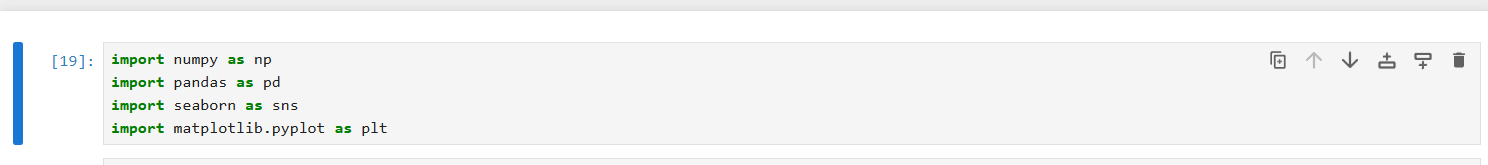 [19]: import numpy as np
import pandas as pd
import seaborn as sns
import matplotlib.pyplot as plt